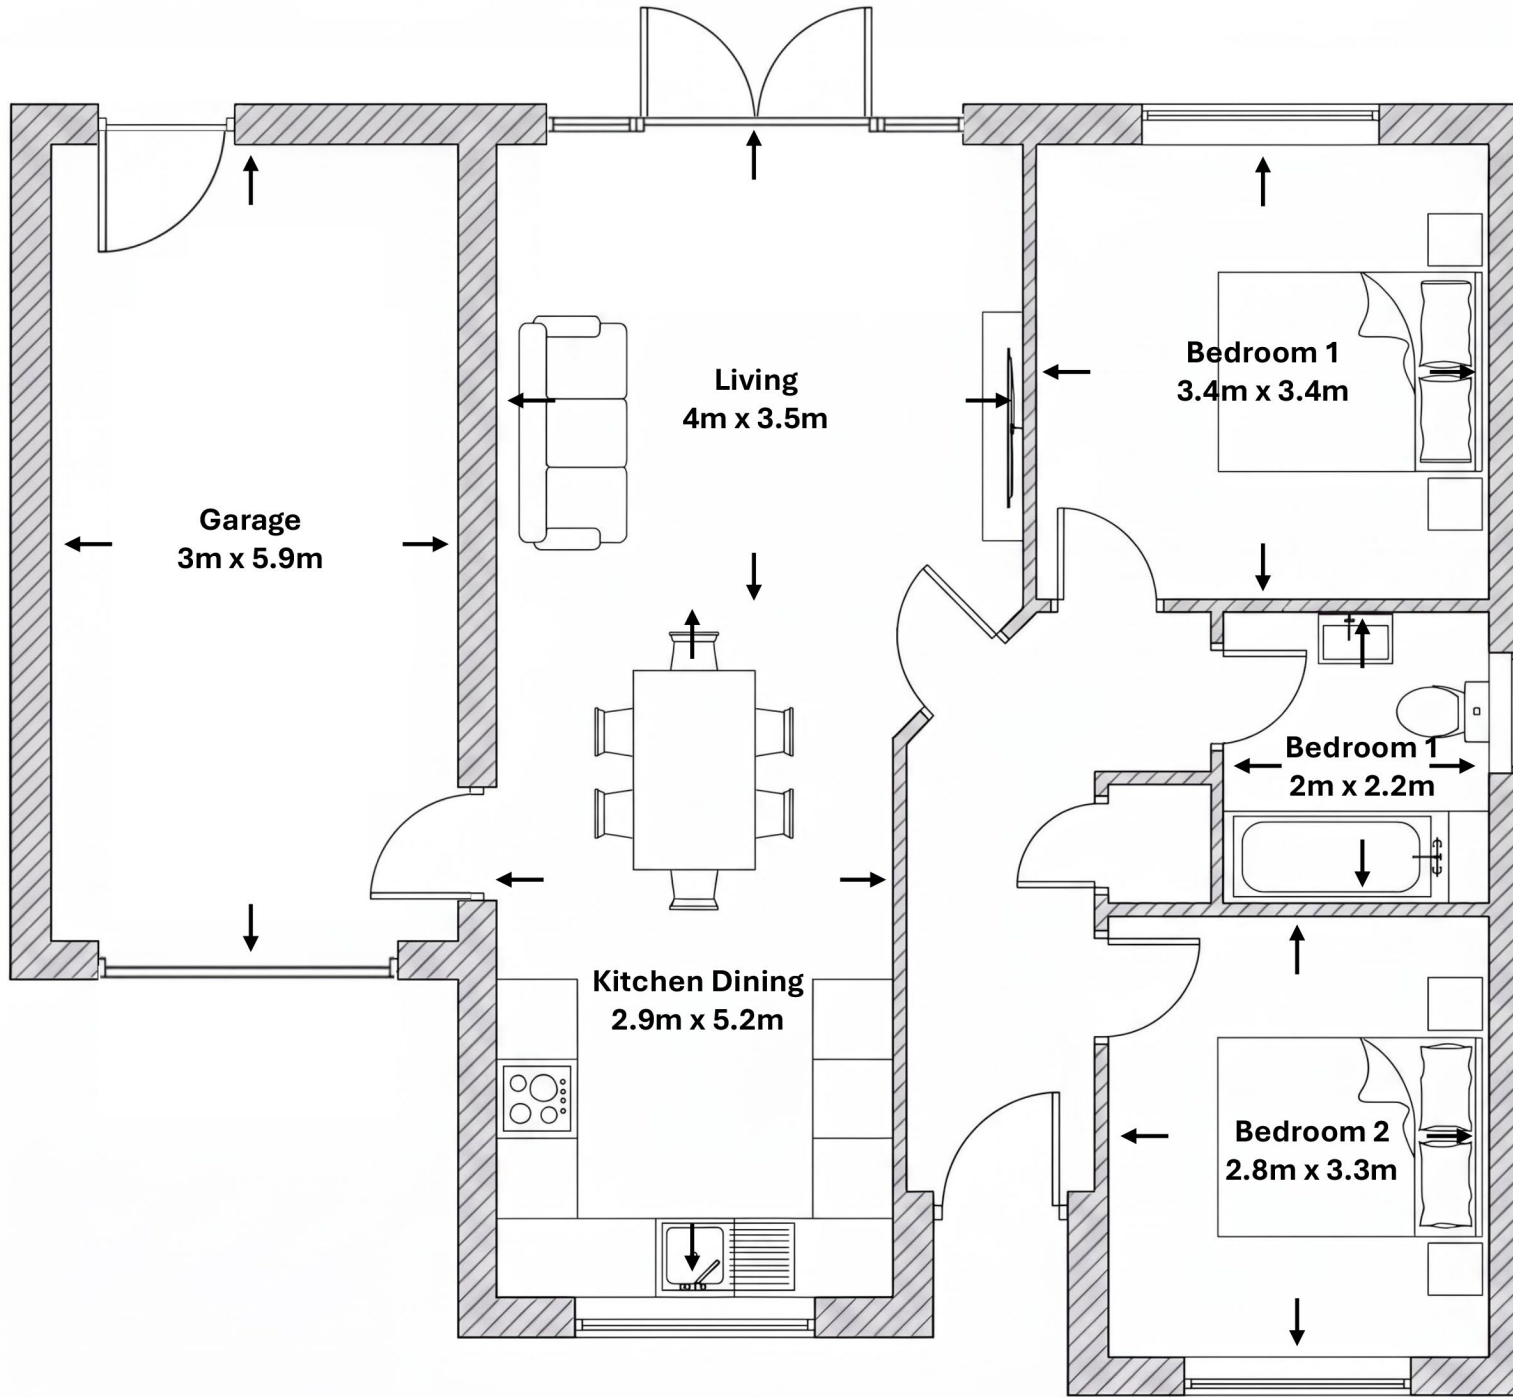 Living
4m x 3.5m
Bedroom 1
3.4m x 3.4m
Garage
3m x 5.9m
Bedroom 1
2m x 2.2m
Kitchen Dining
2.9m x 5.2m
Bedroom 2
2.8m x 3.3m